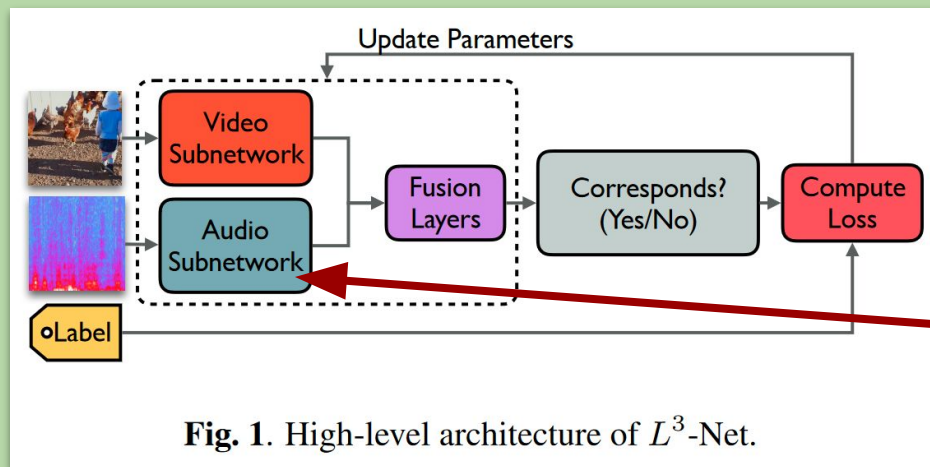 Update Parameters
Video
Subnetwork
Audio
Subnetwork
Fusion
Layers
Corresponds?
(Yes/No)
Compute
Loss
Label
Fig. 1. High-level architecture of L³-Net.